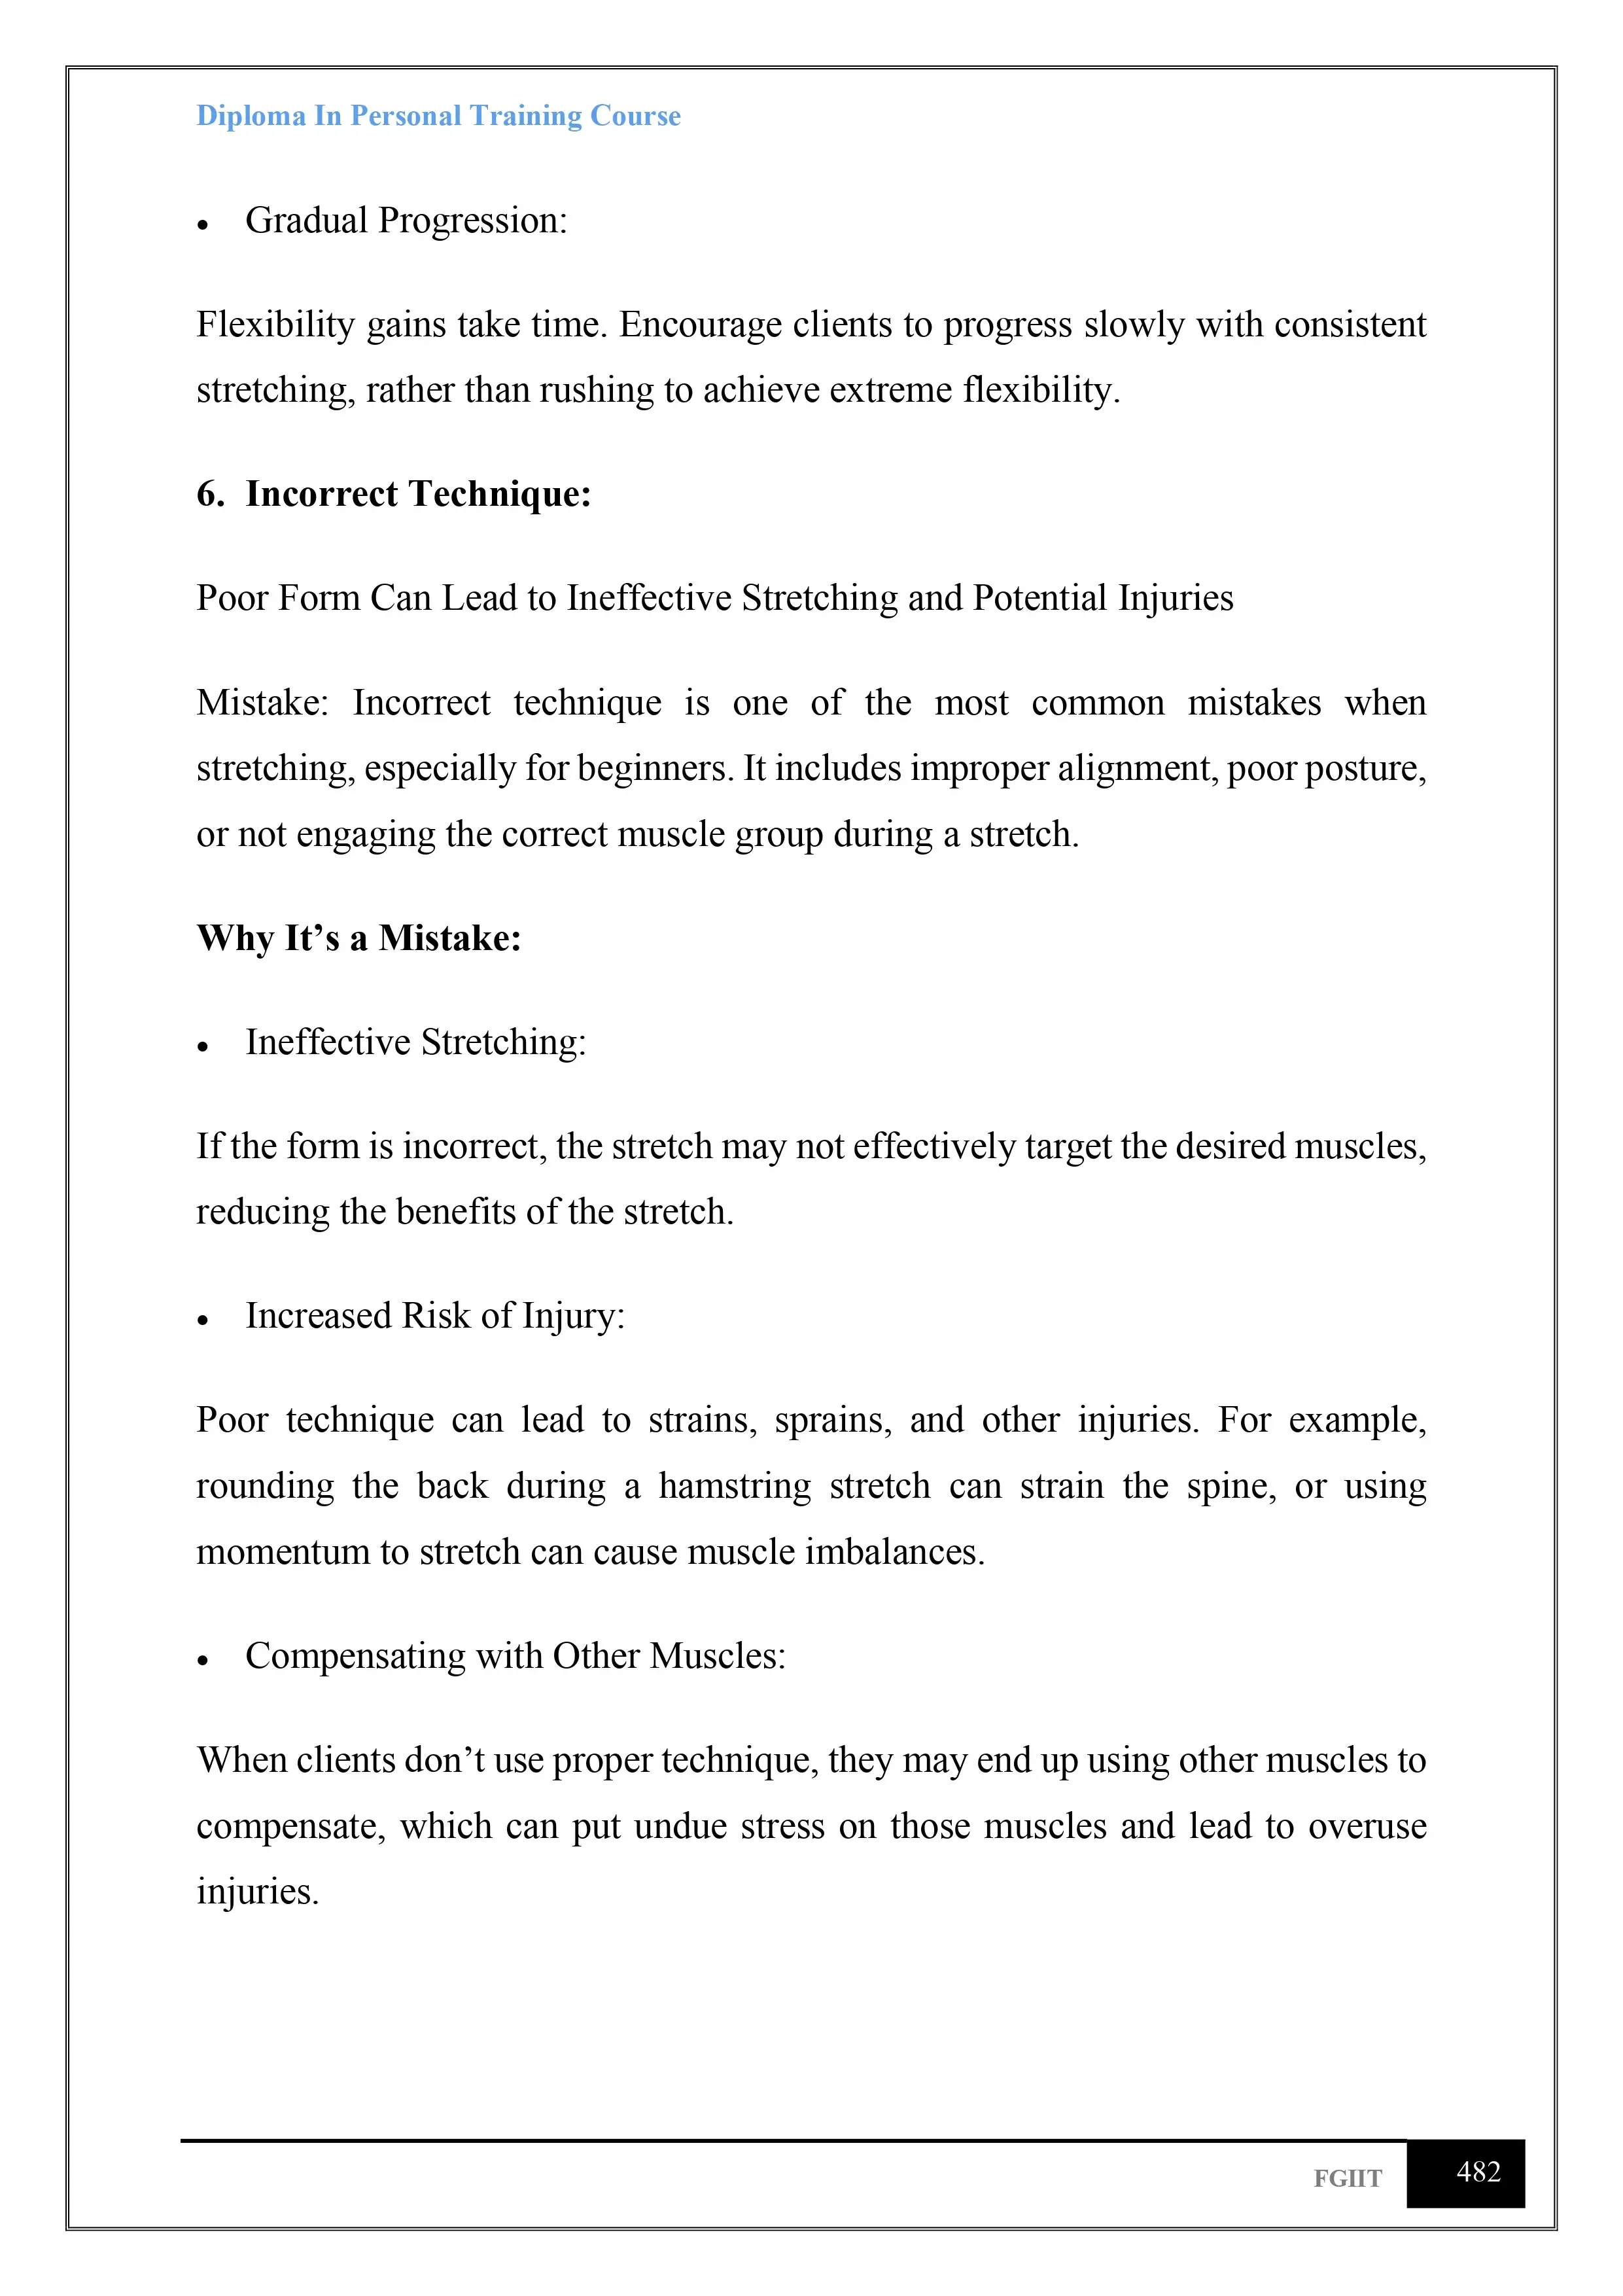 Diploma In Personal Training Course
• Gradual Progression:
Flexibility gains take time. Encourage clients to progress slowly with consistent
stretching, rather than rushing to achieve extreme flexibility.
6. Incorrect Technique:
Poor Form Can Lead to Ineffective Stretching and Potential Injuries
Mistake: Incorrect technique is one of the most common mistakes when
stretching, especially for beginners. It includes improper alignment, poor posture,
or not engaging the correct muscle group during a stretch.
Why It’s a Mistake:
• Ineffective Stretching:
If the form is incorrect, the stretch may not effectively target the desired muscles,
reducing the benefits of the stretch.
• Increased Risk of Injury:
Poor technique can lead to strains, sprains, and other injuries. For example,
rounding the back during a hamstring stretch can strain the spine, or using
momentum to stretch can cause muscle imbalances.
• Compensating with Other Muscles:
When clients don’t use proper technique, they may end up using other muscles to
compensate, which can put undue stress on those muscles and lead to overuse
injuries.
FGIIT 482